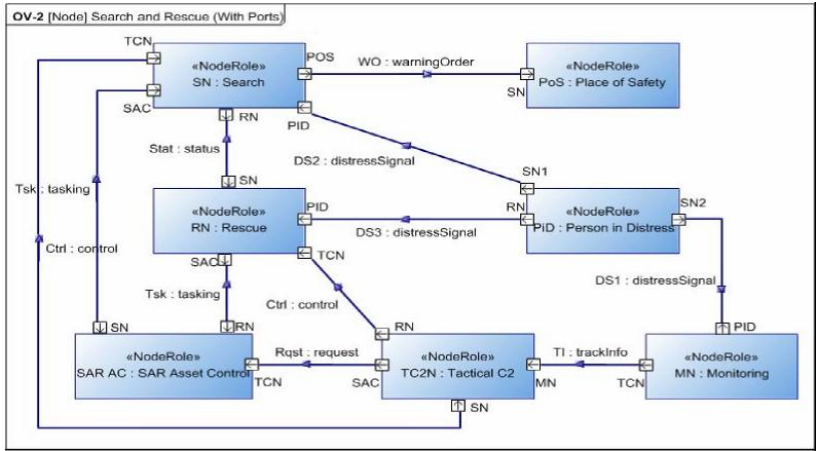 OV-2 [Node] Search and Rescue (With Ports)
TCN
«NodeRole»
SN : Search
POS
WO : warningOrder
SN
«NodeRole»
PoS : Place of Safety
SAC
RN
PID
Stat : status
DS2 : distressSignal
SN1
Tsk : tasking
SN
«NodeRole»
RN : Rescue
PID
DS3 : distressSignal
RN
«NodeRole»
PiD : Person in Distress
SN2
Ctrl : control
SAC
TCN
Tsk : tasking
Ctrl : control
DS1 : distressSignal
SN
RN
RN
PID
«NodeRole»
SAR AC : SAR Asset Control
TCN
Rqst : request
SAC
«NodeRole»
TC2N : Tactical C2
MN
TI : trackInfo
TCN
«NodeRole»
MN : Monitoring
SN